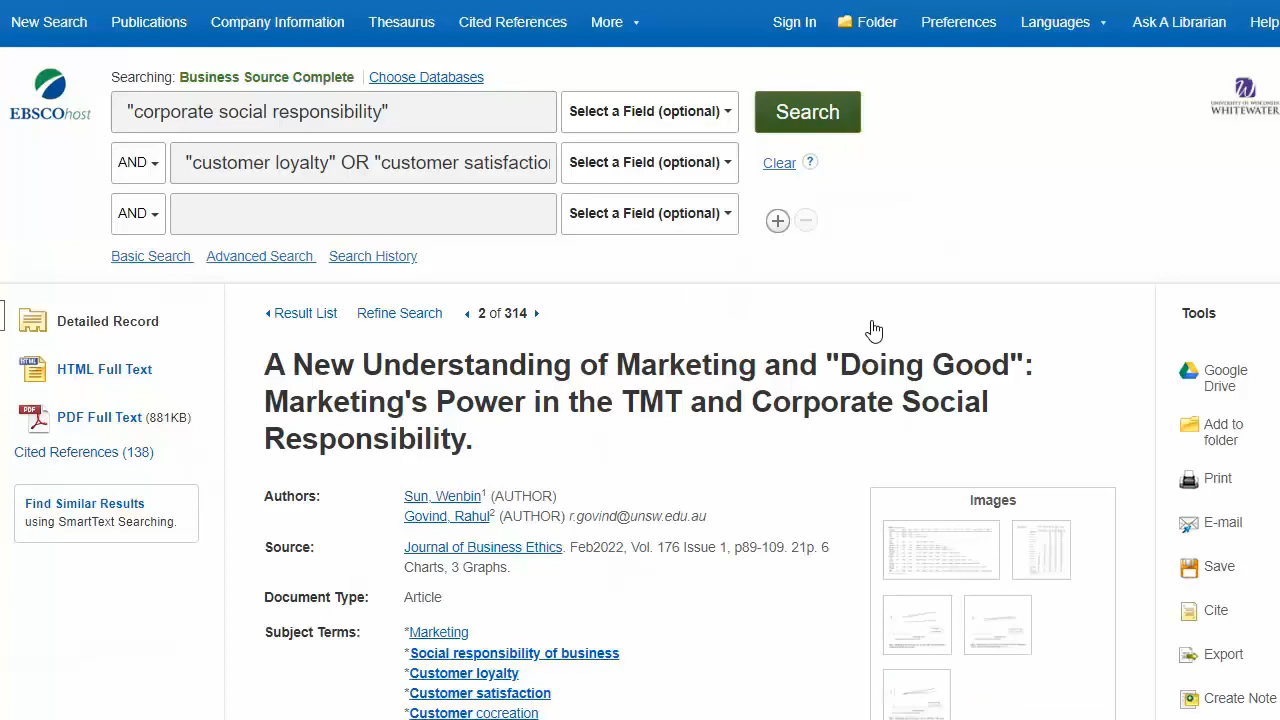 New Search Publications Company Information Thesaurus Cited References More Sign In Folder Preferences Languages Ask A Librarian Help
Searching: Business Source Complete Choose Databases
EBSCOhost
"corporate social responsibility" Select a Field (optional) Search
UNIVERSITY OF WISCONSIN
WHITEWATER
AND "customer loyalty" OR "customer satisfactio Select a Field (optional) Clear ?
AND Select a Field (optional)
Basic Search Advanced Search Search History
Detailed Record
HTML Full Text
PDF Full Text (881KB)
Cited References (138)
Find Similar Results
using SmartText Searching.
Result List Refine Search 2 of 314
A New Understanding of Marketing and "Doing Good":
Marketing's Power in the TMT and Corporate Social
Responsibility.
Authors: Sun, Wenbin1 (AUTHOR)
Govind, Rahul2 (AUTHOR) r.govind@unsw.edu.au
Source: Journal of Business Ethics. Feb2022, Vol. 176 Issue 1, p89-109. 21p. 6
Charts, 3 Graphs.
Document Type: Article
Subject Terms: *Marketing
*Social responsibility of business
*Customer loyalty
*Customer satisfaction
*Customer cocreation
Images
Tools
Google
Drive
Add to
folder
Print
E-mail
Save
Cite
Export
Create Note